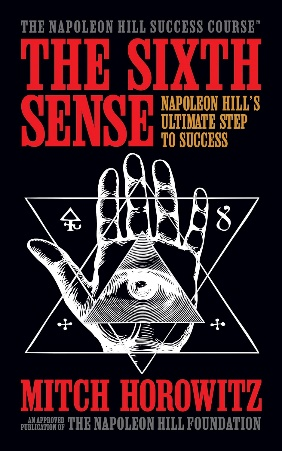 THE NAPOLEON HILL SUCCESS COURSE™
THE SIXTH
SENSE
NAPOLEON HILL'S
ULTIMATE STEP
TO SUCCESS
8
MITCH HOROWITZ
AN APPROVED
PUBLICATION OF
THE NAPOLEON HILL FOUNDATION